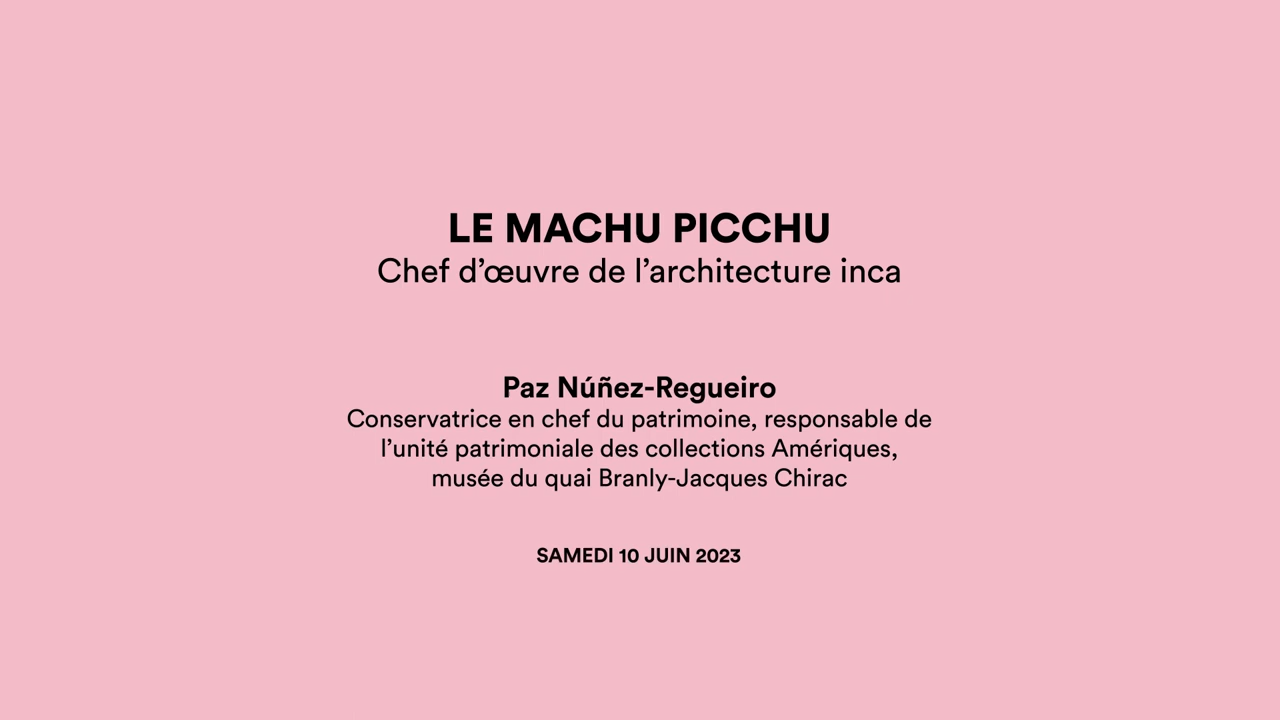 LE MACHU PICCHU
Chef d’œuvre de l’architecture inca
Paz Núñez-Regueiro
Conservatrice en chef du patrimoine, responsable de
l’unité patrimoniale des collections Amériques,
musée du quai Branly-Jacques Chirac
SAMEDI 10 JUIN 2023